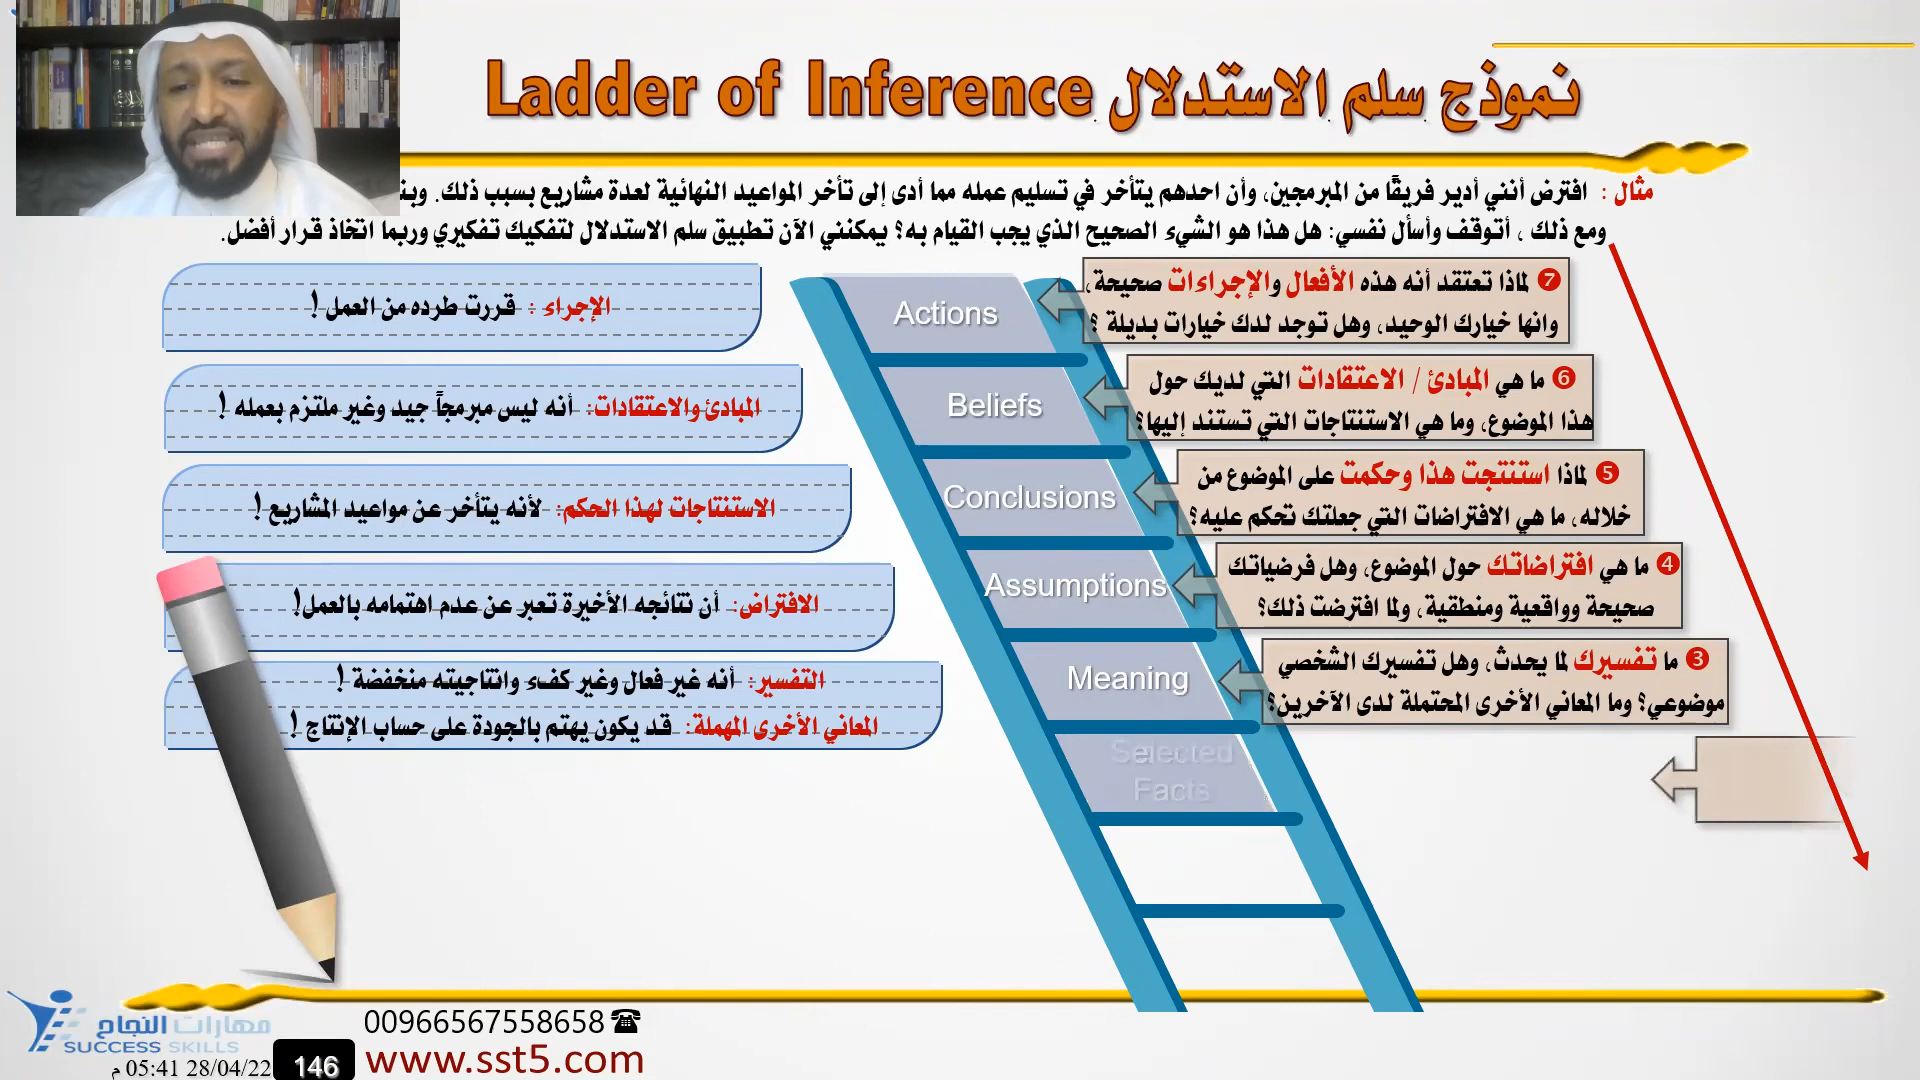 نموذج سلم الاستدلال Ladder of Inference
مثال : افترض أنني أدير فريقًا من المبرمجين، وأن احدهم يتأخر في تسليم عمله مما أدى إلى تأخر المواعيد النهائية لعدة مشاريع بسبب ذلك.
ومع ذلك ، أتوقف وأسأل نفسي: هل هذا هو الشيء الصحيح الذي يجب القيام به؟ يمكنني الآن تطبيق سلم الاستدلال لتفكيك تفكيري وربما اتخاذ قرار أفضل.
❼ لماذا تعتقد أنه هذه الأفعال والإجراءات صحيحة،
وانها خيارك الوحيد، وهل توجد لدك خيارات بديلة ؟
Actions
الإجراء : قررت طرده من العمل !
❻ ما هي المبادئ / الاعتقادات التي لديك حول
هذا الموضوع، وما هي الاستنتاجات التي تستند إليها؟
Beliefs
المبادئ والاعتقادات: أنه ليس مبرمجاً جيد وغير ملتزم بعمله !
❺ لماذا استنتجت هذا وحكمت على الموضوع من
خلاله، ما هي الافتراضات التي جعلتك تحكم عليه؟
Conclusions
الاستنتاجات لهذا الحكم: لأنه يتأخر عن مواعيد المشاريع !
❹ ما هي افتراضاتك حول الموضوع، وهل فرضياتك
صحيحة وواقعية ومنطقية، ولما افترضت ذلك؟
Assumptions
الافتراض: أن نتائجه الأخيرة تعبر عن عدم اهتمامه بالعمل!
❸ ما تفسيرك لما يحدث، وهل تفسيرك الشخصي
موضوعي؟ وما المعاني الأخرى المحتملة لدى الآخرين؟
Meaning
التفسير: أنه غير فعال وغير كفء وانتاجيته منخفضة !
المعاني الأخرى المهملة: قد يكون يهتم بالجودة على حساب الإنتاج !
Selected
Facts
مهارات النجاح
SUCCESS SKILLS
00966567558658 ☎
www.sst5.com
28/04/22 05:41 م
146